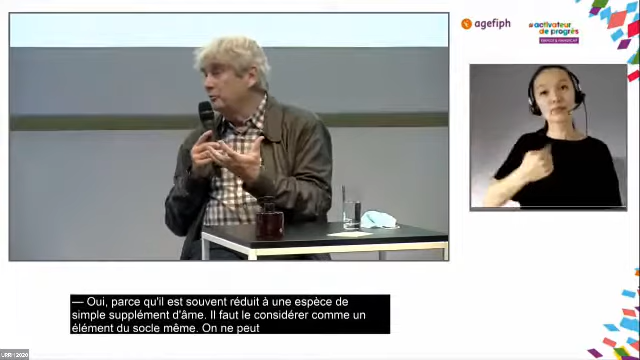 agefiph
#activateur
de progrès
— Oui, parce qu'il est souvent réduit à une espèce de
simple supplément d'âme. Il faut le considérer comme un
élément du socle même. On ne peut